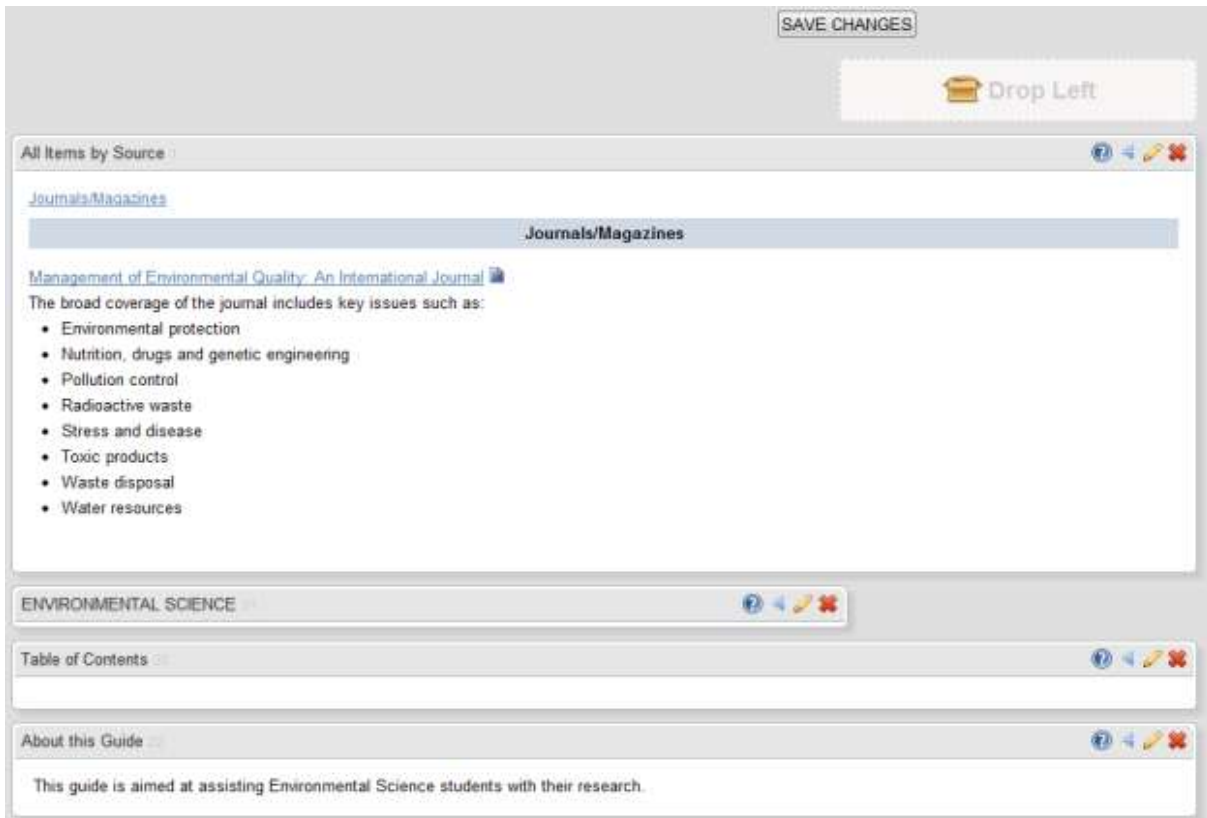 SAVE CHANGES
Drop Left
All Items by Source
Journals/Magazines
Journals/Magazines
Management of Environmental Quality: An International Journal
The broad coverage of the journal includes key issues such as:
• Environmental protection
• Nutrition, drugs and genetic engineering
• Pollution control
• Radioactive waste
• Stress and disease
• Toxic products
• Waste disposal
• Water resources
ENVIRONMENTAL SCIENCE
Table of Contents
About this Guide
This guide is aimed at assisting Environmental Science students with their research.